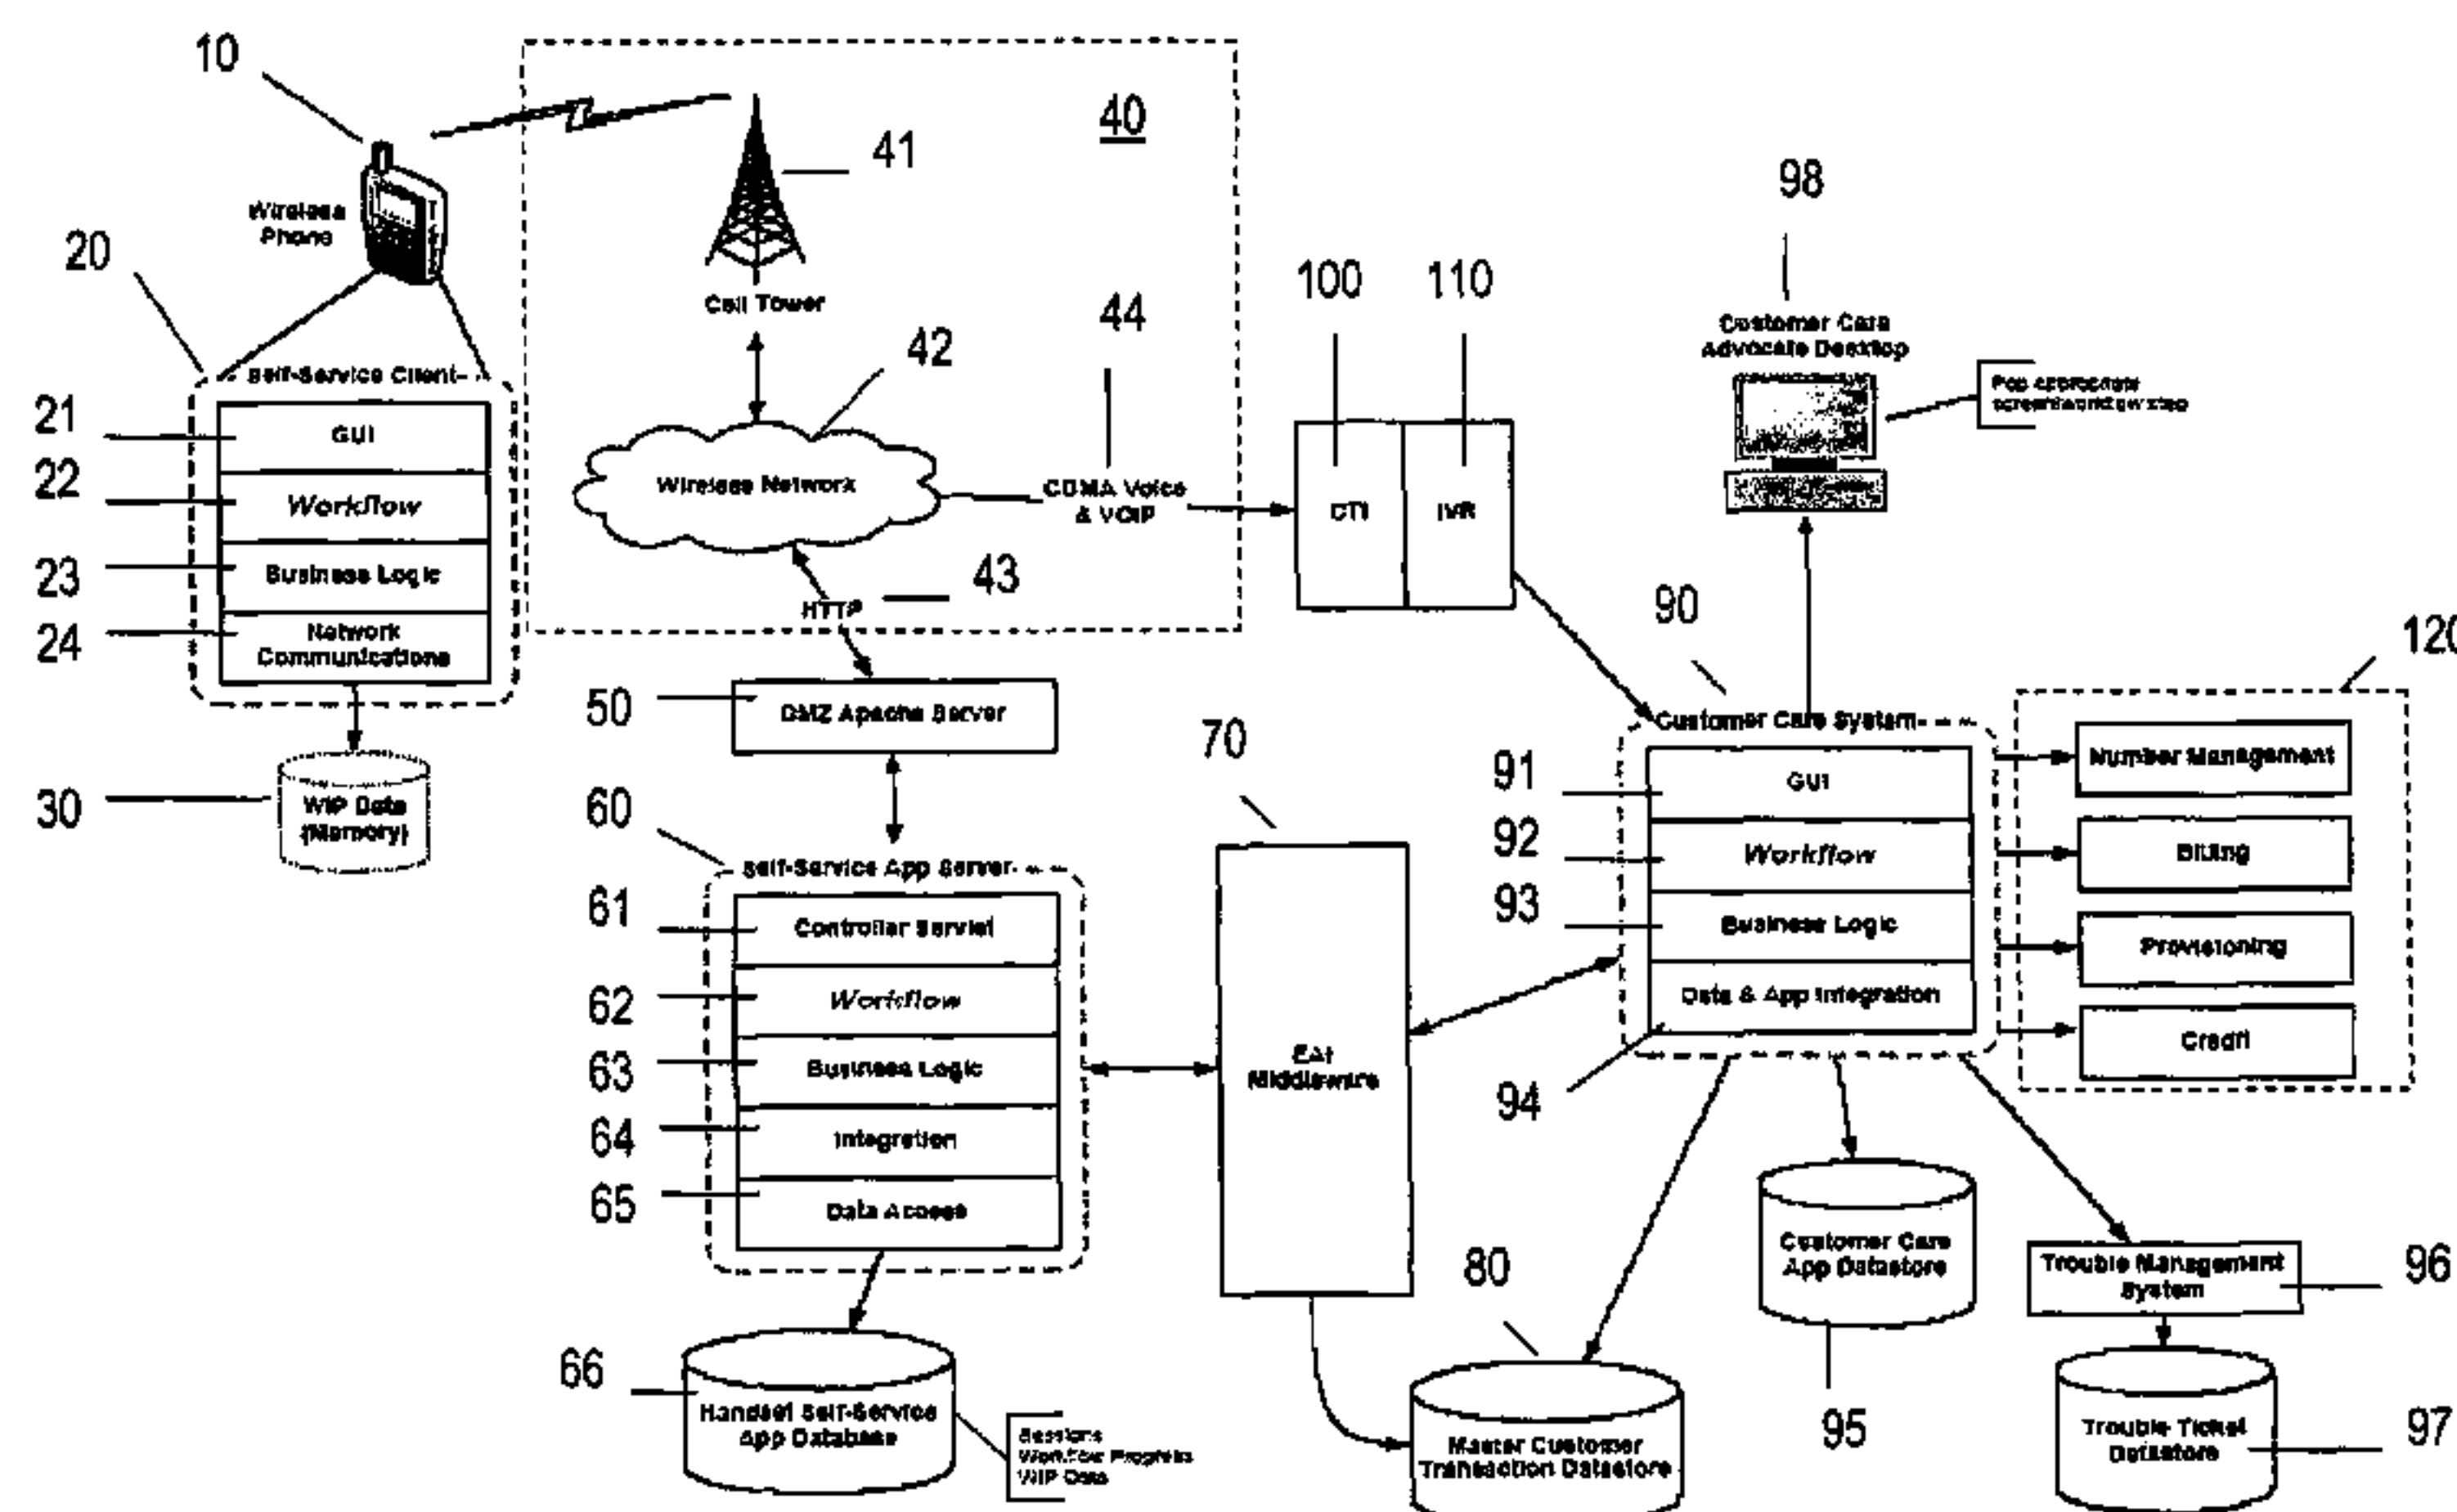 10
40
41
98
Wireless
Phone
20
Cell Tower
44
100
110
Customer Care
Advocate Desktop
42
Self-Service Client
21
GUI
22
Workflow
Wireless Network
CDMA Voice
& VOIP
CTI
IVR
23
Business Logic
43
HTTP
24
Network
Communications
90
120
50
DMZ Apache Server
70
Customer Care System
Number Management
91
GUI
30
WIP Data
(Memory)
60
92
Workflow
Billing
Self-Service App Server
61
Controller Servlet
93
Business Logic
Provisioning
62
Workflow
Data & App Integration
Credit
63
Business Logic
EAI
Middleware
94
64
Integration
65
Data Access
80
Customer Care
App Datastore
Trouble Management
System
96
66
Handset Self-Service
App Database
Sessions
Workflow Progress
WIP Data
Master Customer
Transaction Datastore
95
Trouble Ticket
Datastore
97